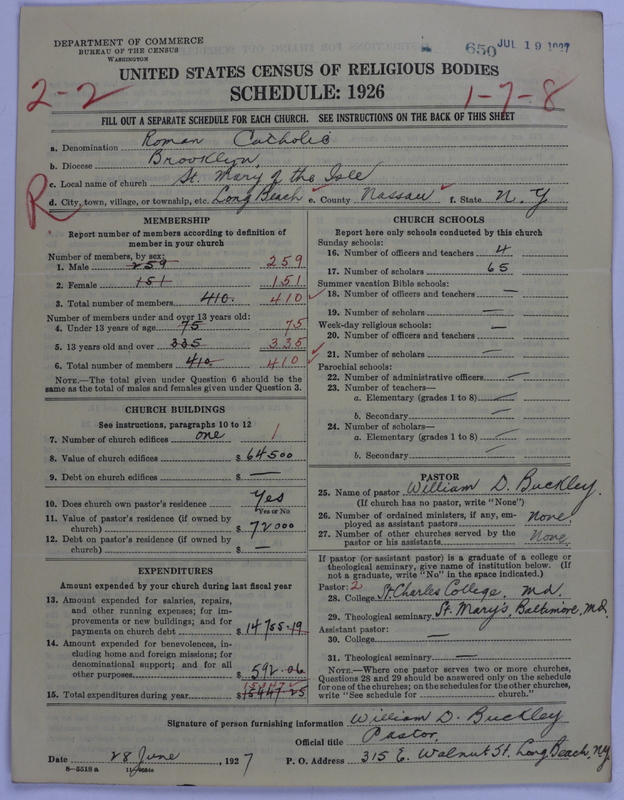 DEPARTMENT OF COMMERCE
BUREAU OF THE CENSUS
WASHINGTON
650 JUL 19 1927
UNITED STATES CENSUS OF RELIGIOUS BODIES
SCHEDULE: 1926
2-2
1-7-8
FILL OUT A SEPARATE SCHEDULE FOR EACH CHURCH. SEE INSTRUCTIONS ON THE BACK OF THIS SHEET
a. Denomination Roman Catholic
b. Diocese Brooklyn,
c. Local name of church St. Mary of the Isle
R
d. City, town, village, or township, etc. Long Beach e. County Nassau f. State N. Y
MEMBERSHIP
Report number of members according to definition of member in your church
Number of members, by sex:
1. Male 259 259
2. Female 151 151
3. Total number of members 410. 410
Number of members under and over 13 years old:
4. Under 13 years of age 75 75
5. 13 years old and over 335 335
6. Total number of members 410 410
NOTE.—The total given under Question 6 should be the same as the total of males and females given under Question 3.
CHURCH BUILDINGS
See instructions, paragraphs 10 to 12
7. Number of church edifices one 1
8. Value of church edifices $ 64500
9. Debt on church edifices $ —
10. Does church own pastor's residence Yes
Yes or No
11. Value of pastor's residence (if owned by church) $ 72000
12. Debt on pastor's residence (if owned by church) $ —
EXPENDITURES
Amount expended by your church during last fiscal year
13. Amount expended for salaries, repairs, and other running expenses; for improvements or new buildings; and for payments on church debt $ 14755.19
14. Amount expended for benevolences, including home and foreign missions; for denominational support; and for all other purposes $ 592.06
15. Total expenditures during year $ 15447.25
CHURCH SCHOOLS
Report here only schools conducted by this church
Sunday schools:
16. Number of officers and teachers 4
17. Number of scholars 65
Summer vacation Bible schools:
18. Number of officers and teachers —
19. Number of scholars —
Week-day religious schools: —
20. Number of officers and teachers
21. Number of scholars —
Parochial schools:
22. Number of administrative officers —
23. Number of teachers—
a. Elementary (grades 1 to 8) —
b. Secondary —
24. Number of scholars—
a. Elementary (grades 1 to 8) —
b. Secondary —
PASTOR
25. Name of pastor William D. Buckley.
(If church has no pastor, write "None")
26. Number of ordained ministers, if any, employed as assistant pastors None.
27. Number of other churches served by the pastor or his assistants None.
If pastor (or assistant pastor) is a graduate of a college or theological seminary, give name of institution below. (If not a graduate, write "No" in the space indicated.)
Pastor: 2
28. College St. Charles College, Md.
29. Theological seminary St. Mary's, Baltimore, Md.
Assistant pastor:
30. College —
31. Theological seminary —
NOTE.—Where one pastor serves two or more churches, Questions 28 and 29 should be answered only on the schedule for one of the churches; on the schedules for the other churches, write "See schedule for church."
Signature of person furnishing information William D. Buckley
Official title Pastor.
Date 28 June, 1927 P. O. Address 315 E. Walnut St. Long Beach, N.Y.
8—5518a